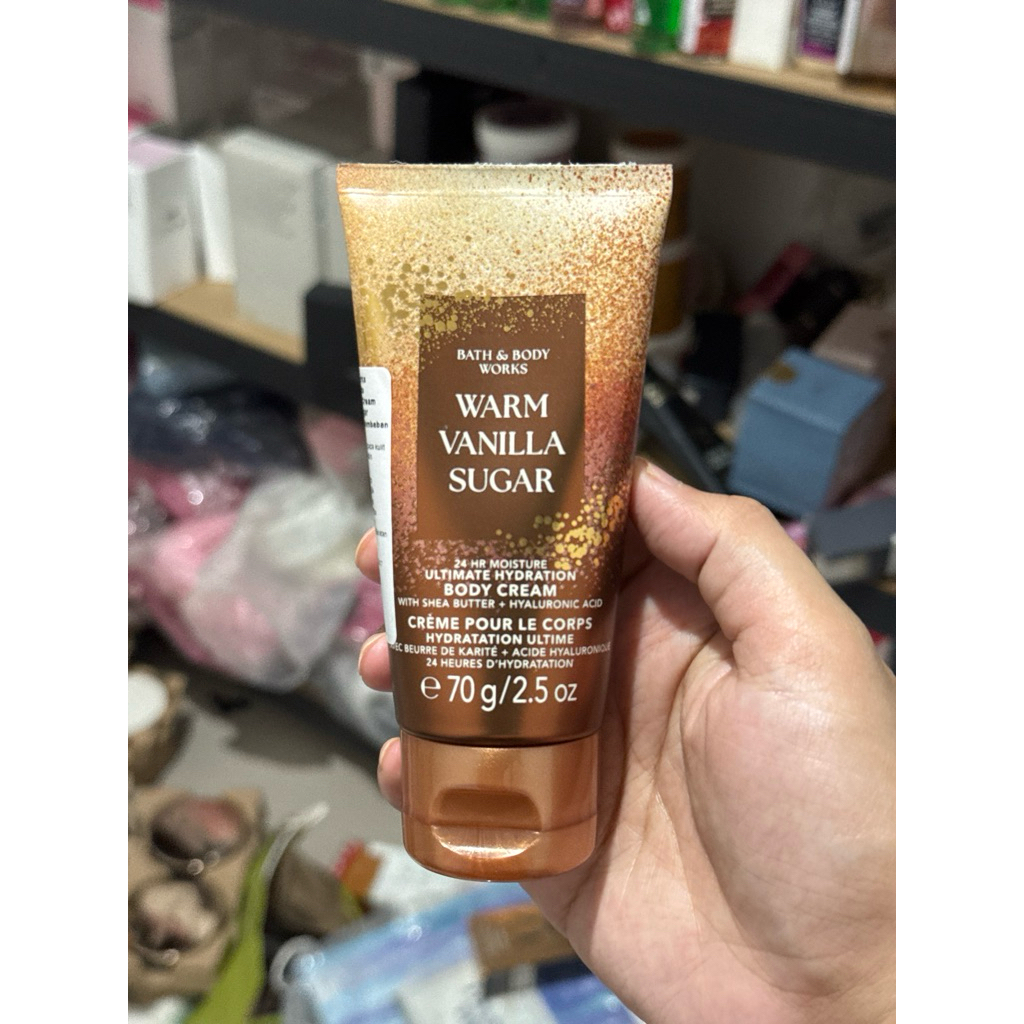 BATH & BODY
WORKS
WARM
VANILLA
SUGAR
24 HR MOISTURE
ULTIMATE HYDRATION
BODY CREAM
WITH SHEA BUTTER + HYALURONIC ACID
CRÈME POUR LE CORPS
HYDRATATION ULTIME
BEURRE DE KARITÉ + ACIDE HYALURONIQUE
24 HEURES D'HYDRATATION
e 70 g/2.5 oz